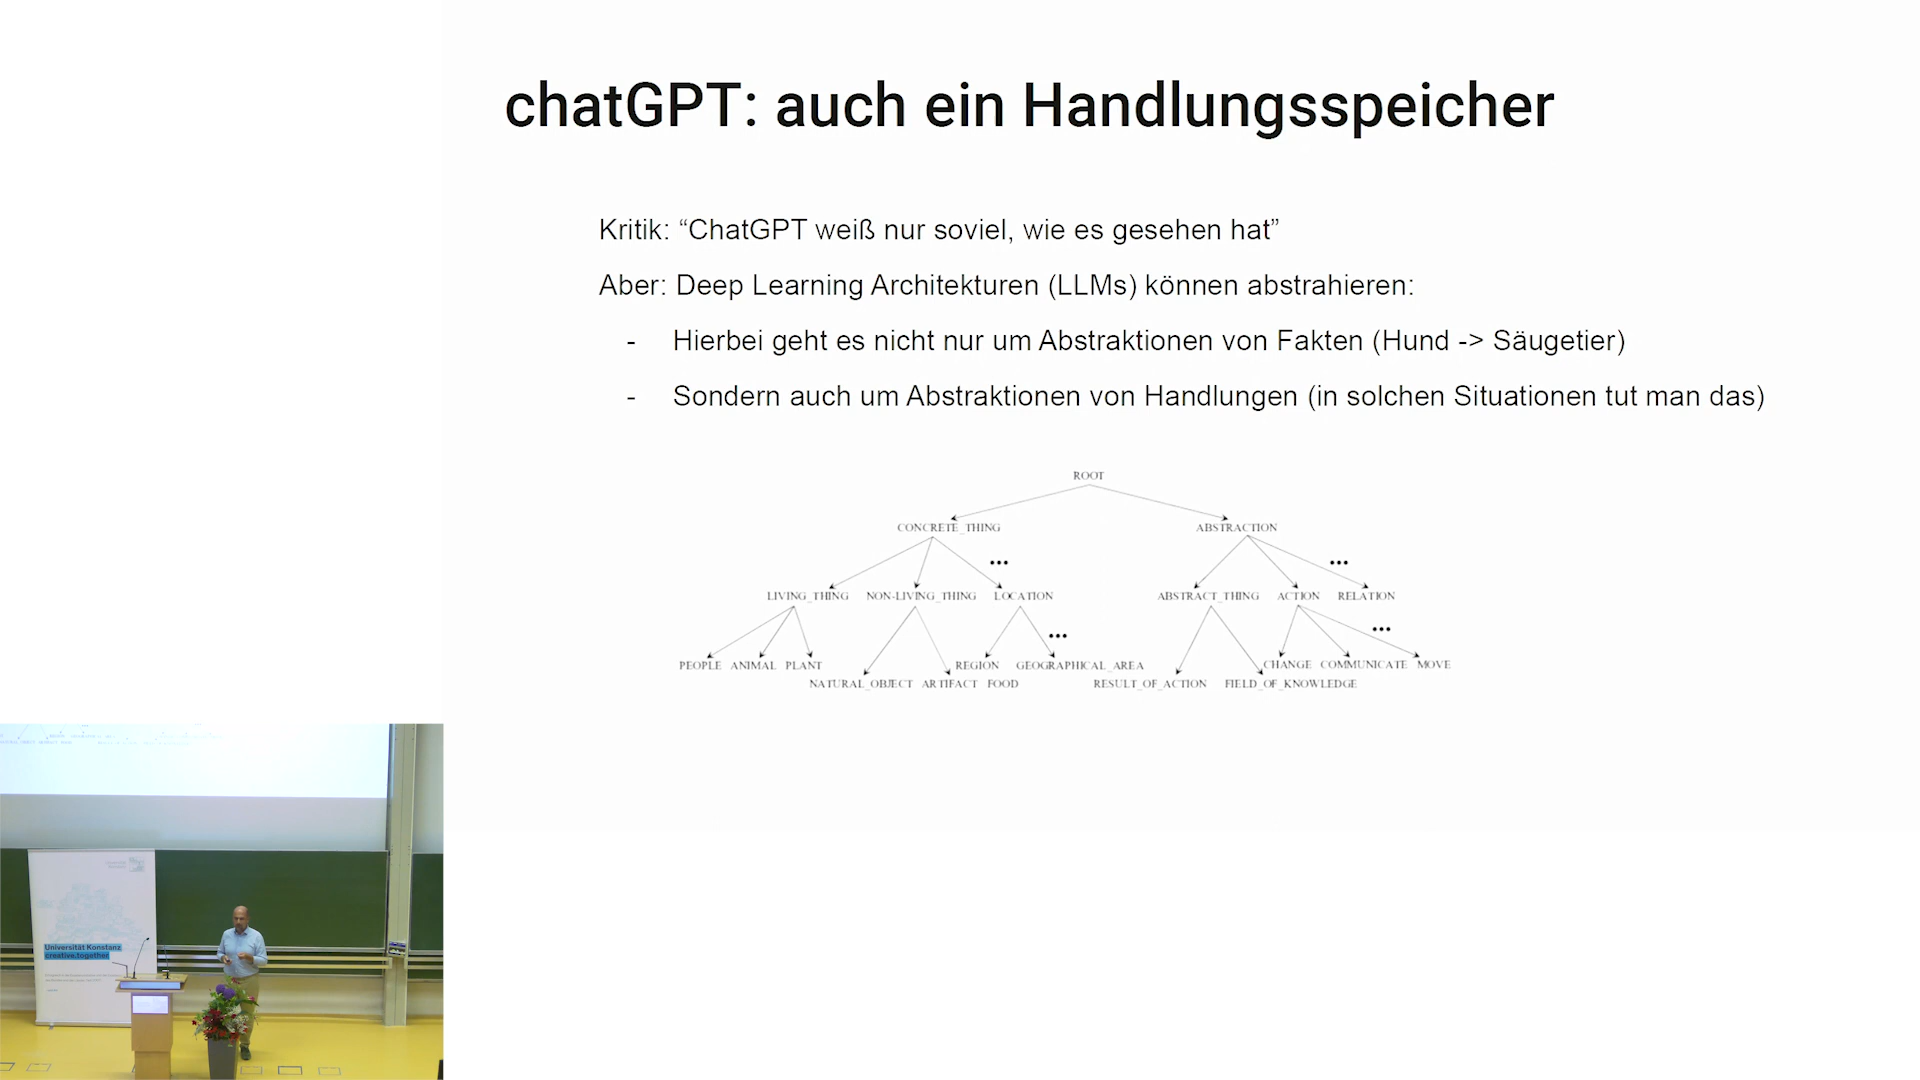 chatGPT: auch ein Handlungsspeicher
Kritik: “ChatGPT weiß nur soviel, wie es gesehen hat”
Aber: Deep Learning Architekturen (LLMs) können abstrahieren:
- Hierbei geht es nicht nur um Abstraktionen von Fakten (Hund -> Säugetier)
- Sondern auch um Abstraktionen von Handlungen (in solchen Situationen tut man das)
ROOT
CONCRETE_THING ABSTRACTION
... ...
LIVING_THING NON-LIVING_THING LOCATION ABSTRACT_THING ACTION RELATION
... ...
PEOPLE ANIMAL PLANT REGION GEOGRAPHICAL_AREA CHANGE COMMUNICATE MOVE
NATURAL_OBJECT ARTIFACT FOOD RESULT_OF_ACTION FIELD_OF_KNOWLEDGE
Universität Konstanz
creative.together